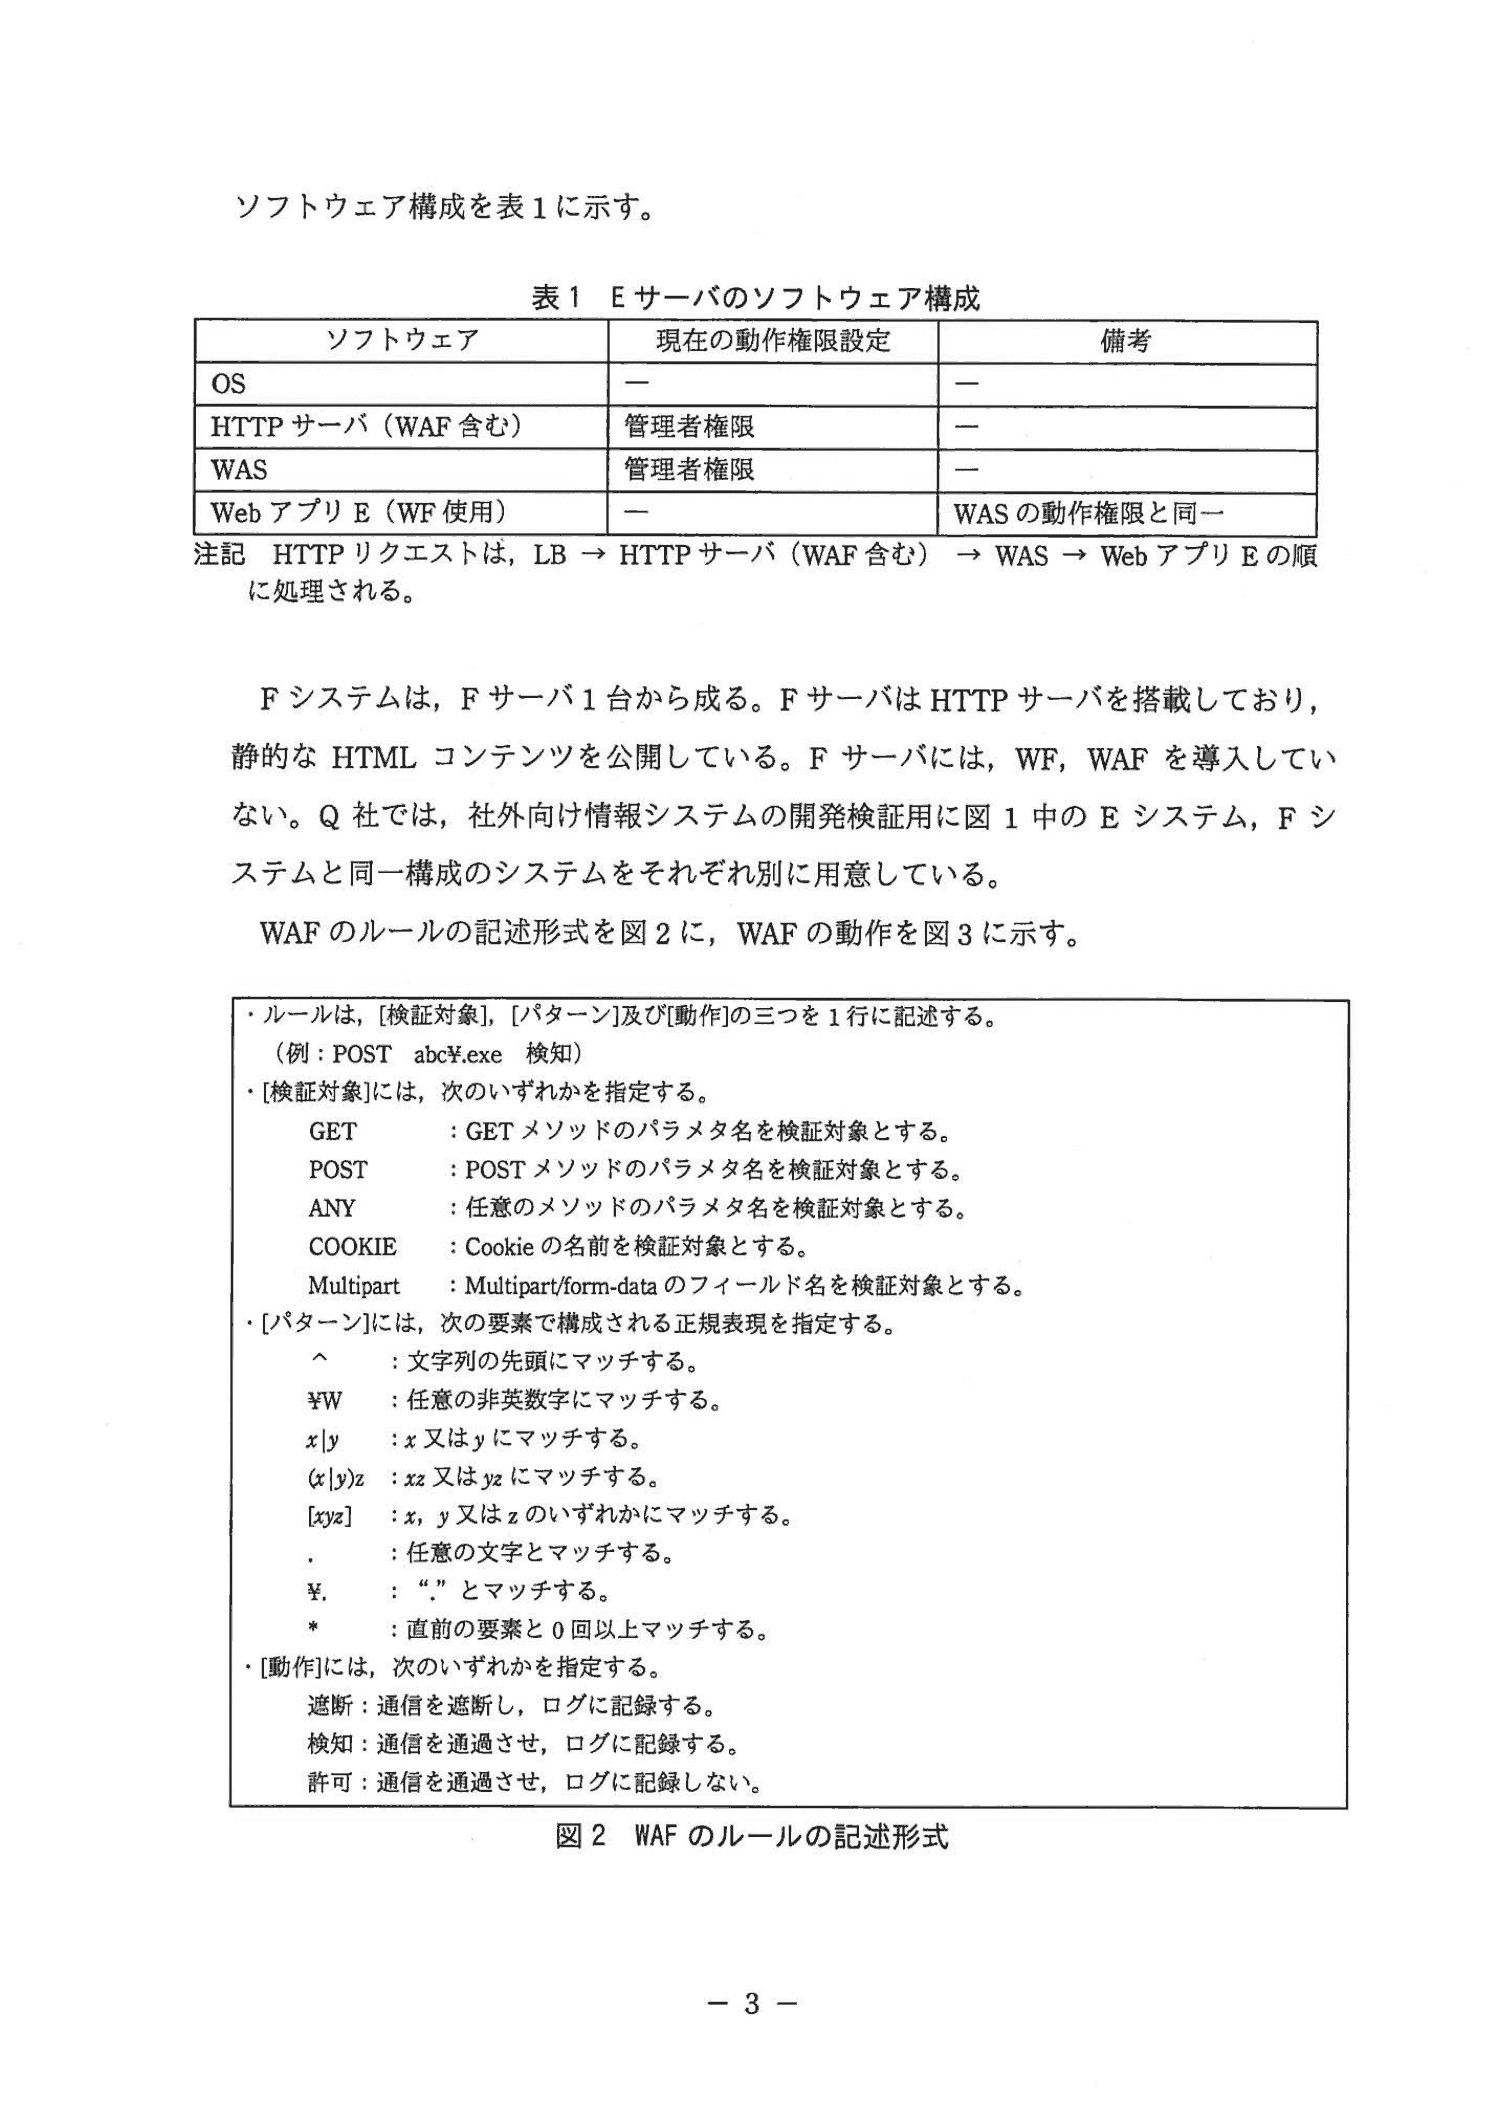 ソフトウェア構成を表1に示す。
表1 Eサーバのソフトウェア構成
ソフトウェア 現在の動作権限設定 備考
OS － －
HTTPサーバ（WAF含む） 管理者権限 －
WAS 管理者権限 －
WebアプリE（WF使用） － WASの動作権限と同一
注記 HTTPリクエストは，LB → HTTPサーバ（WAF含む） → WAS → WebアプリEの順
に処理される。
Fシステムは，Fサーバ1台から成る。FサーバはHTTPサーバを搭載しており，
静的な HTML コンテンツを公開している。F サーバには，WF，WAF を導入してい
ない。Q 社では，社外向け情報システムの開発検証用に図 1 中の E システム，F シ
ステムと同一構成のシステムをそれぞれ別に用意している。
WAFのルールの記述形式を図2に，WAFの動作を図3に示す。
・ルールは，[検証対象]，[パターン]及び[動作]の三つを1行に記述する。
（例：POST abc¥.exe 検知）
・[検証対象]には，次のいずれかを指定する。
GET ：GETメソッドのパラメタ名を検証対象とする。
POST ：POSTメソッドのパラメタ名を検証対象とする。
ANY ：任意のメソッドのパラメタ名を検証対象とする。
COOKIE ：Cookieの名前を検証対象とする。
Multipart ：Multipart/form-dataのフィールド名を検証対象とする。
・[パターン]には，次の要素で構成される正規表現を指定する。
^ ：文字列の先頭にマッチする。
¥W ：任意の非英数字にマッチする。
x|y ：x又はyにマッチする。
(x|y)z ：xz又はyzにマッチする。
[xyz] ：x，y又はzのいずれかにマッチする。
. ：任意の文字とマッチする。
¥. ：“.”とマッチする。
* ：直前の要素と0回以上マッチする。
・[動作]には，次のいずれかを指定する。
遮断：通信を遮断し，ログに記録する。
検知：通信を通過させ，ログに記録する。
許可：通信を通過させ，ログに記録しない。
図2 WAFのルールの記述形式
－ 3 －